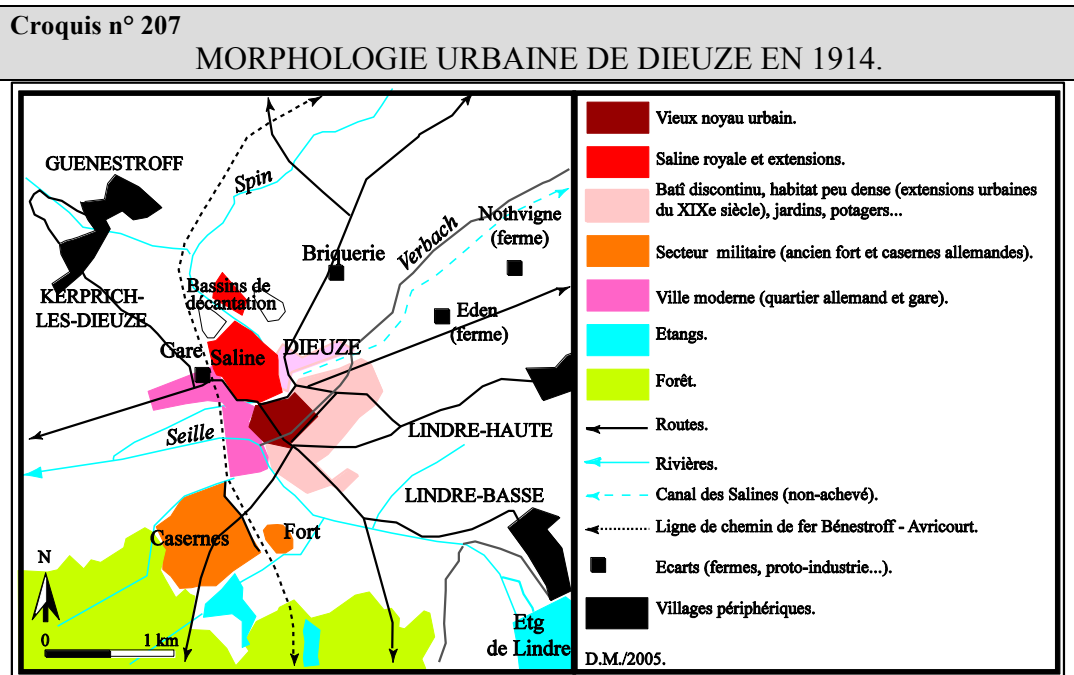 Croquis n° 207
MORPHOLOGIE URBAINE DE DIEUZE EN 1914.
GUENESTROFF
Spin
Nothvigne
(ferme)
Verbach
Briquerie
Bassins de
décantation
KERPRICH-
LES-DIEUZE
Eden
(ferme)
Gare
Saline
DIEUZE
Seille
LINDRE-HAUTE
LINDRE-BASSE
Casernes
Fort
N
0 1 km
Etg
de Lindre
Vieux noyau urbain.
Saline royale et extensions.
Batî discontinu, habitat peu dense (extensions urbaines
du XIXe siècle), jardins, potagers...
Secteur militaire (ancien fort et casernes allemandes).
Ville moderne (quartier allemand et gare).
Etangs.
Forêt.
Routes.
Rivières.
Canal des Salines (non-achevé).
Ligne de chemin de fer Bénestroff - Avricourt.
Ecarts (fermes, proto-industrie...).
Villages périphériques.
D.M./2005.